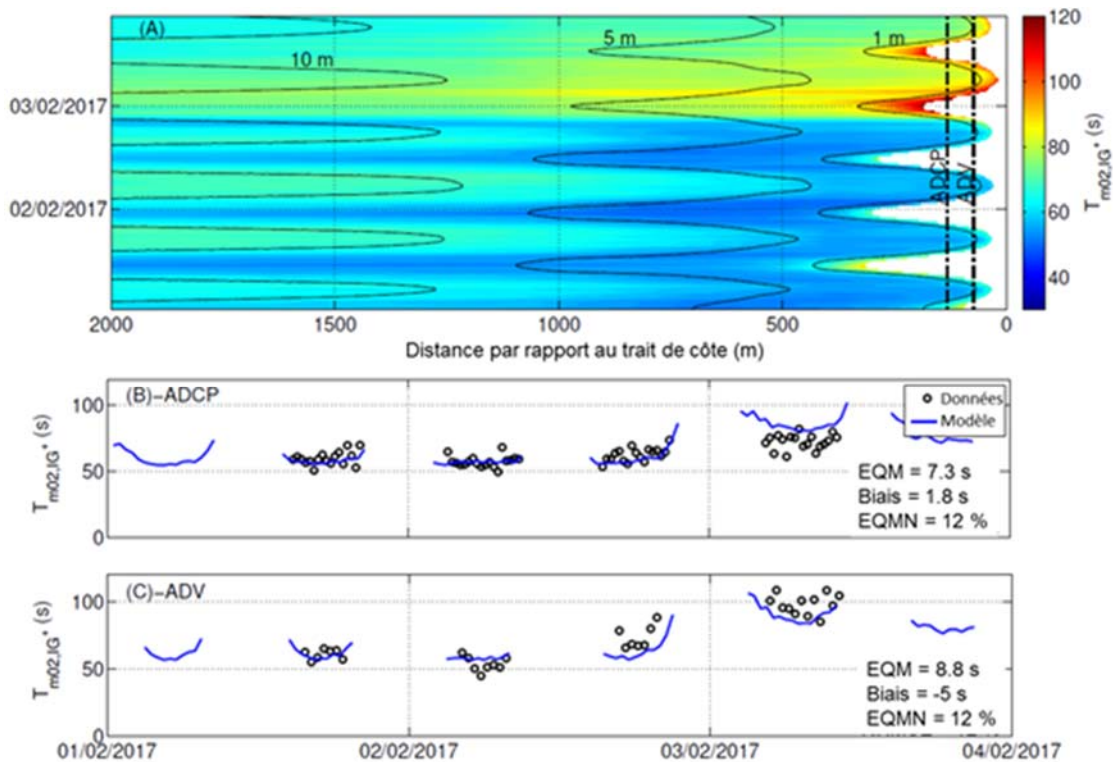 (A)
10 m
5 m
1 m
03/02/2017
02/02/2017
ADCP
ADV
2000 1500 1000 500 0
Distance par rapport au trait de côte (m)
120
100
80
60
40
T_m02,IG+ (s)
(B)-ADCP
Données
Modèle
T_m02,IG+ (s)
100
50
0
EQM = 7.3 s
Biais = 1.8 s
EQMN = 12 %
(C)-ADV
T_m02,IG+ (s)
100
50
0
EQM = 8.8 s
Biais = -5 s
EQMN = 12 %
01/02/2017 02/02/2017 03/02/2017 04/02/2017